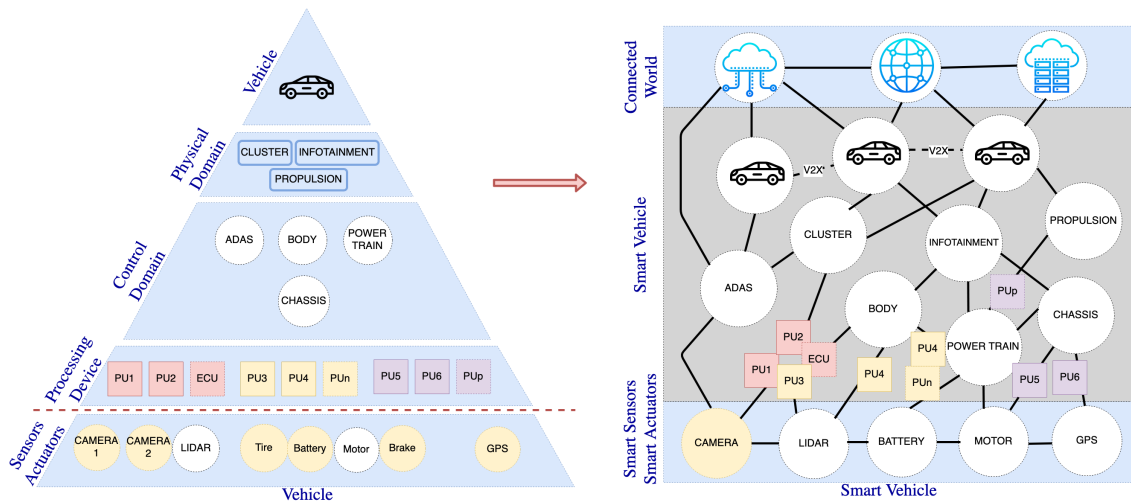 Vehicle
Physical
Domain
CLUSTER
INFOTAINMENT
PROPULSION
Control
Domain
ADAS
BODY
POWER
TRAIN
CHASSIS
Processing
Device
PU1
PU2
ECU
PU3
PU4
PUn
PU5
PU6
PUp
Sensors
Actuators
CAMERA
1
CAMERA
2
LIDAR
Tire
Battery
Motor
Brake
GPS
Vehicle
Connected
World
Smart Vehicle
V2X*
V2X
CLUSTER
INFOTAINMENT
PROPULSION
ADAS
BODY
PUp
CHASSIS
POWER TRAIN
PU2
ECU
PU1
PU3
PU4
PU4
PUn
PU5
PU6
Smart Sensors
Smart Actuators
CAMERA
LIDAR
BATTERY
MOTOR
GPS
Smart Vehicle